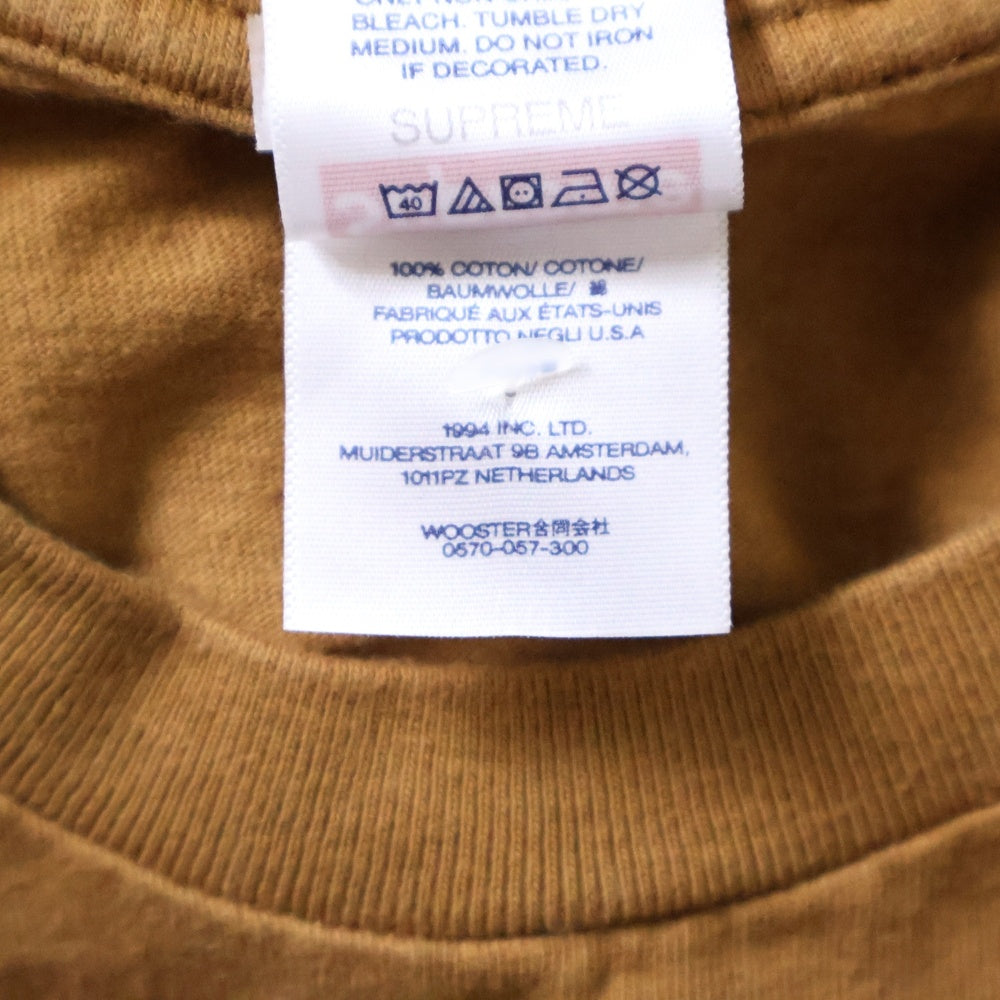 BLEACH. TUMBLE DRY
MEDIUM. DO NOT IRON
IF DECORATED.
SUPREME
40
100% COTON/ COTONE/
BAUMWOLLE/ 綿
FABRIQUÉ AUX ÉTATS-UNIS
PRODOTTO NEGLI U.S.A
1994 INC. LTD.
MUIDERSTRAAT 9B AMSTERDAM,
1011PZ NETHERLANDS
WOOSTER合同会社
0570-057-300